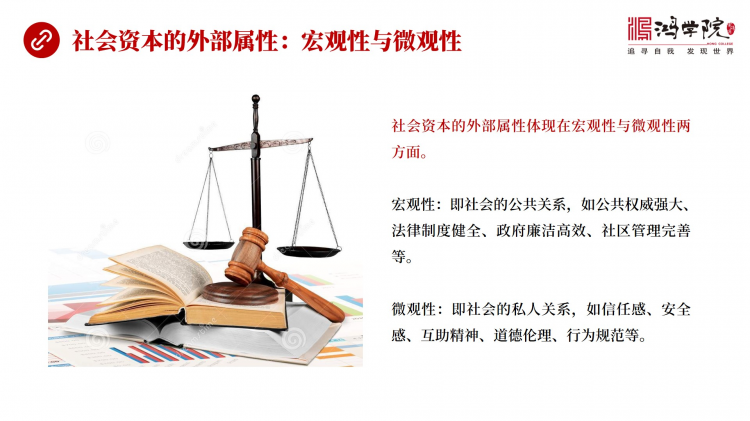 社会资本的外部属性：宏观性与微观性
鸿学院
追寻自我 发现世界
社会资本的外部属性体现在宏观性与微观性两
方面。
宏观性：即社会的公共关系，如公共权威强大、
法律制度健全、政府廉洁高效、社区管理完善
等。
微观性：即社会的私人关系，如信任感、安全
感、互助精神、道德伦理、行为规范等。